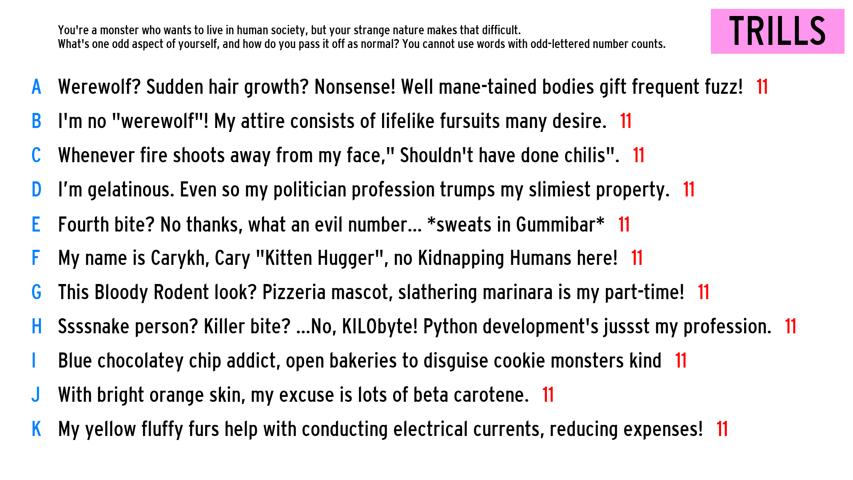 You're a monster who wants to live in human society, but your strange nature makes that difficult.
What's one odd aspect of yourself, and how do you pass it off as normal? You cannot use words with odd-lettered number counts.
TRILLS
A Werewolf? Sudden hair growth? Nonsense! Well mane-tained bodies gift frequent fuzz! 11
B I'm no "werewolf"! My attire consists of lifelike fursuits many desire. 11
C Whenever fire shoots away from my face," Shouldn't have done chilis". 11
D I’m gelatinous. Even so my politician profession trumps my slimiest property. 11
E Fourth bite? No thanks, what an evil number... *sweats in Gummibar* 11
F My name is Carykh, Cary "Kitten Hugger", no Kidnapping Humans here! 11
G This Bloody Rodent look? Pizzeria mascot, slathering marinara is my part-time! 11
H Ssssnake person? Killer bite? ...No, KILObyte! Python development's jussst my profession. 11
I Blue chocolatey chip addict, open bakeries to disguise cookie monsters kind 11
J With bright orange skin, my excuse is lots of beta carotene. 11
K My yellow fluffy furs help with conducting electrical currents, reducing expenses! 11